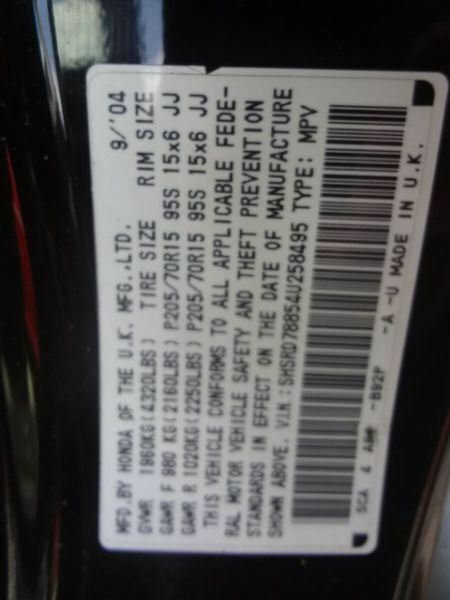 MFD.BY HONDA OF THE U.K. MFG.,LTD. 9/'04
GVWR 1960KG(4320LBS) TIRE SIZE RIM SIZE
GAWR F 980 KG(2160LBS) P205/70R15 95S 15x6 JJ
GAWR R 1020KG(2250LBS) P205/70R15 95S 15x6 JJ
THIS VEHICLE CONFORMS TO ALL APPLICABLE FEDE-
RAL MOTOR VEHICLE SAFETY AND THEFT PREVENTION
STANDARDS IN EFFECT ON THE DATE OF MANUFACTURE
SHOWN ABOVE. V.I.N.:SHSRD78854U258495 TYPE: MPV
SCA 4 -BB2P -A -U MADE IN U.K.